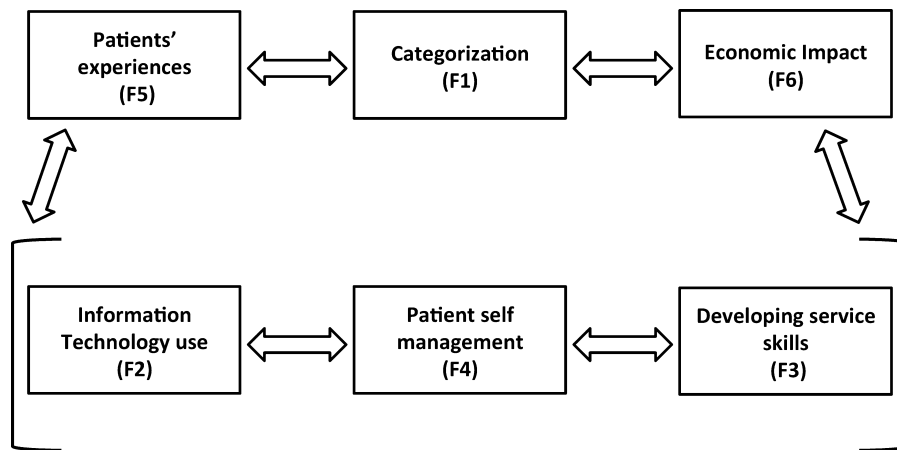 Patients’
experiences
(F5)
Categorization
(F1)
Economic Impact
(F6)
Information
Technology use
(F2)
Patient self
management
(F4)
Developing service
skills
(F3)